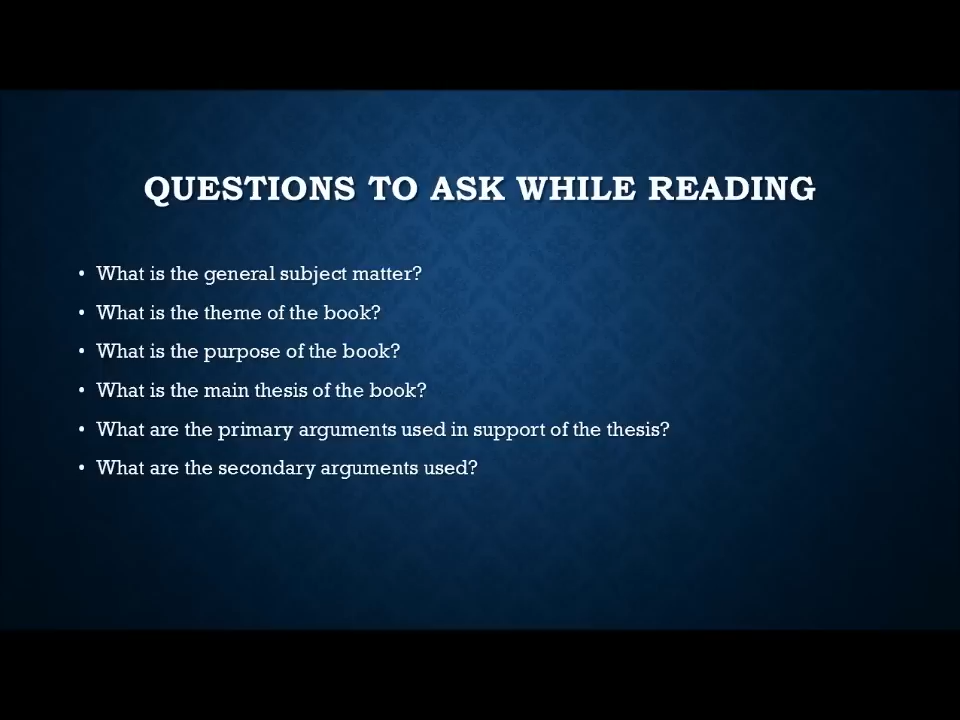 QUESTIONS TO ASK WHILE READING
• What is the general subject matter?
• What is the theme of the book?
• What is the purpose of the book?
• What is the main thesis of the book?
• What are the primary arguments used in support of the thesis?
• What are the secondary arguments used?